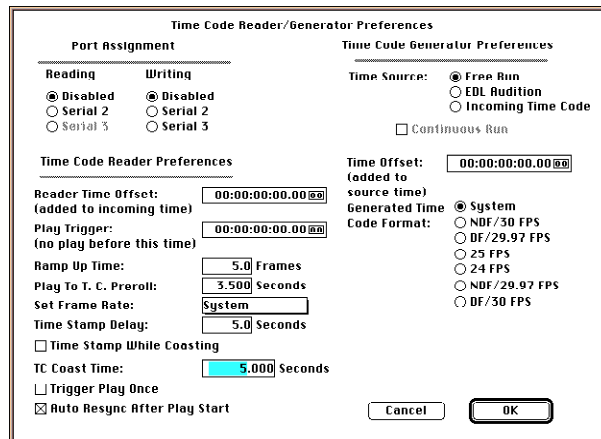 Time Code Reader/Generator Preferences
Port Assignment
Reading Writing
Disabled Disabled
Serial 2 Serial 2
Serial 3 Serial 3
Time Code Reader Preferences
Reader Time Offset: 00:00:00:00.00
(added to incoming time)
Play Trigger: 00:00:00:00.00
(no play before this time)
Ramp Up Time: 5.0 Frames
Play To T. C. Preroll: 3.500 Seconds
Set Frame Rate: System
Time Stamp Delay: 5.0 Seconds
Time Stamp While Coasting
TC Coast Time: 5.000 Seconds
Trigger Play Once
Auto Resync After Play Start
Time Code Generator Preferences
Time Source: Free Run
EDL Audition
Incoming Time Code
Continuous Run
Time Offset: 00:00:00:00.00
(added to
source time)
Generated Time System
Code Format: NDF/30 FPS
DF/29.97 FPS
25 FPS
24 FPS
NDF/29.97 FPS
DF/30 FPS
Cancel OK